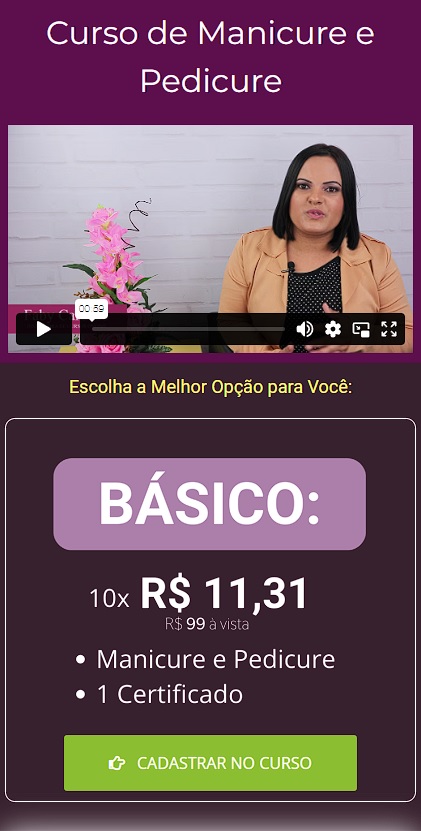 Curso de Manicure e
Pedicure
00:59
Escolha a Melhor Opção para Você:
BÁSICO:
10x R$ 11,31
R$ 99 à vista
Manicure e Pedicure
1 Certificado
CADASTRAR NO CURSO